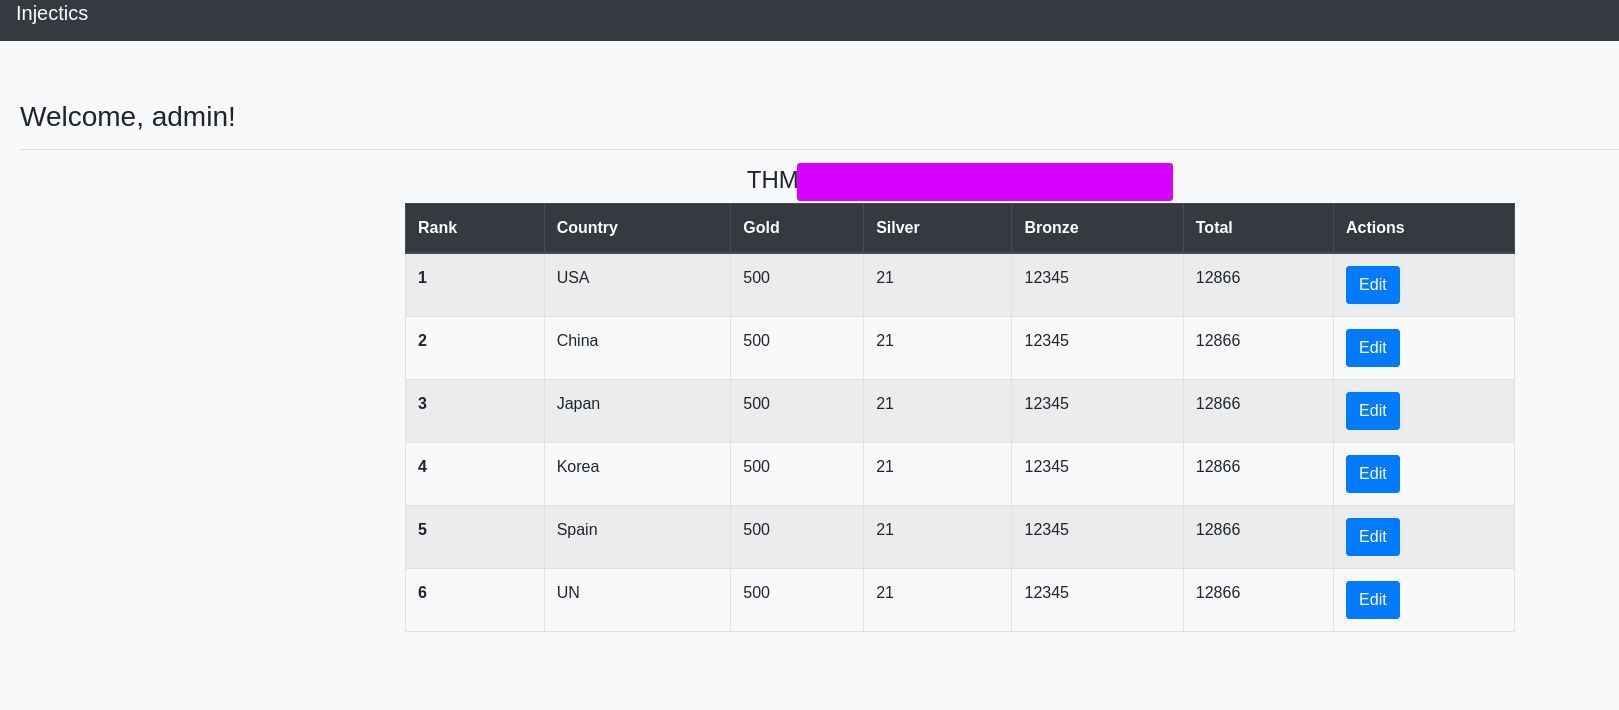 Injectics
Welcome, admin!
THM
Rank Country Gold Silver Bronze Total Actions
1 USA 500 21 12345 12866 Edit
2 China 500 21 12345 12866 Edit
3 Japan 500 21 12345 12866 Edit
4 Korea 500 21 12345 12866 Edit
5 Spain 500 21 12345 12866 Edit
6 UN 500 21 12345 12866 Edit